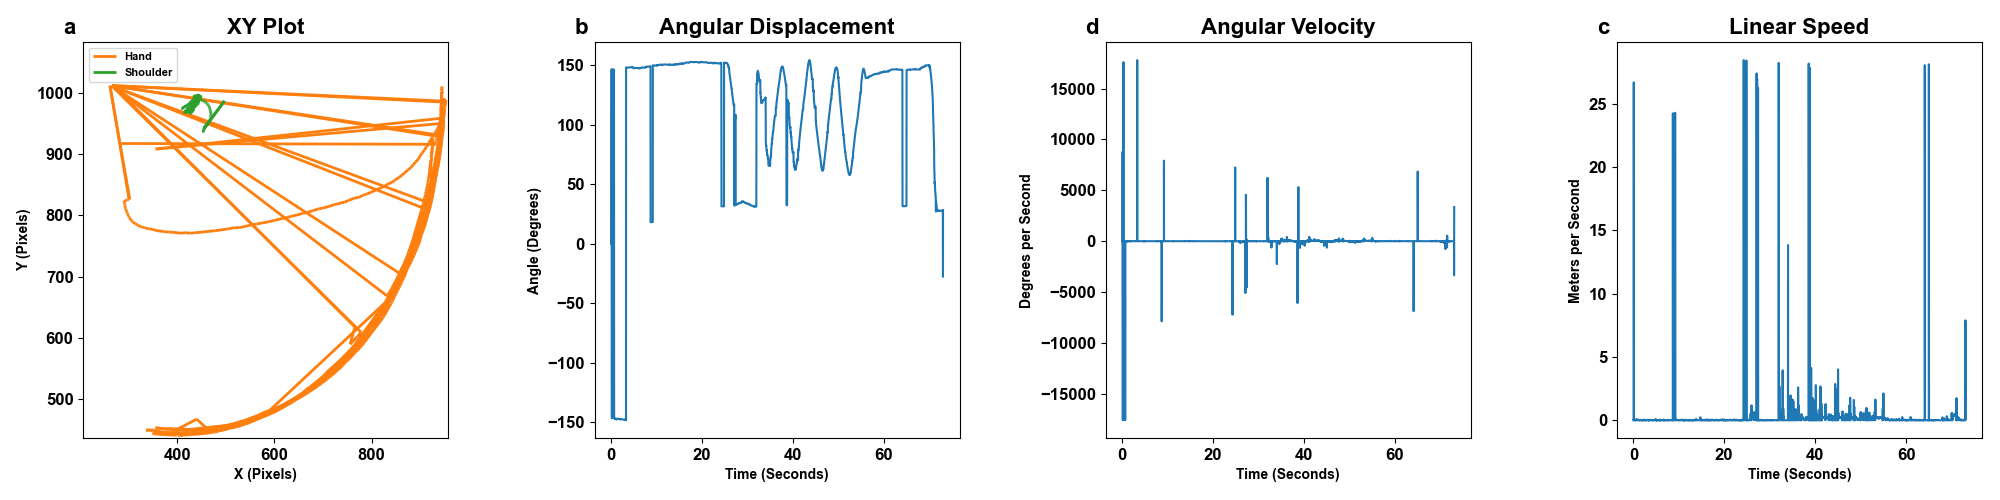 a
XY Plot
Hand
Shoulder
1000
900
800
700
600
500
Y (Pixels)
400
600
800
X (Pixels)
b
Angular Displacement
150
100
50
0
−50
−100
−150
Angle (Degrees)
0
20
40
60
Time (Seconds)
d
Angular Velocity
15000
10000
5000
0
−5000
−10000
−15000
Degrees per Second
0
20
40
60
Time (Seconds)
c
Linear Speed
25
20
15
10
5
0
Meters per Second
0
20
40
60
Time (Seconds)